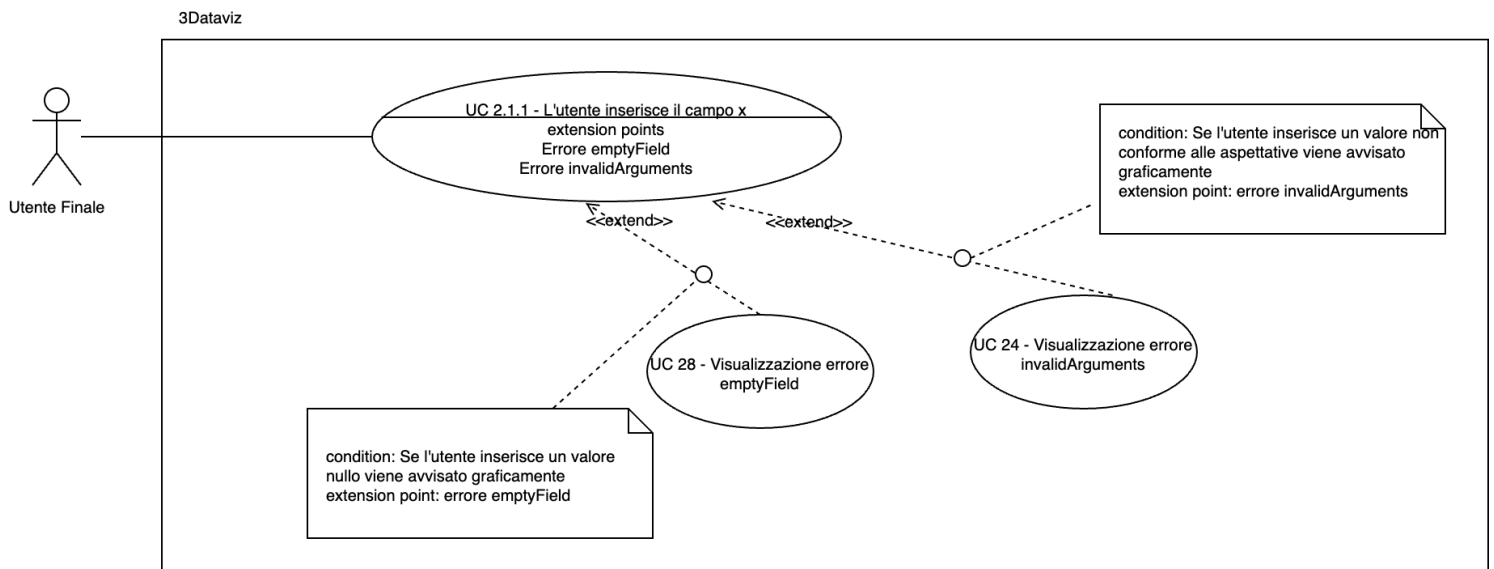 3Dataviz
Utente Finale
UC 2.1.1 - L'utente inserisce il campo x
extension points
Errore emptyField
Errore invalidArguments
condition: Se l'utente inserisce un valore non
conforme alle aspettative viene avvisato
graficamente
extension point: errore invalidArguments
<<extend>>
<<extend>>
UC 28 - Visualizzazione errore
emptyField
UC 24 - Visualizzazione errore
invalidArguments
condition: Se l'utente inserisce un valore
nullo viene avvisato graficamente
extension point: errore emptyField